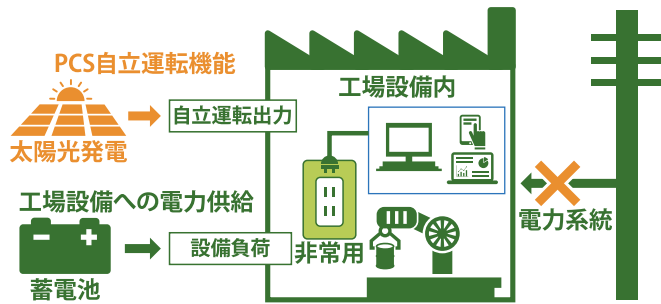 PCS自立運転機能
太陽光発電
自立運転出力
工場設備内
工場設備への電力供給
蓄電池
設備負荷
非常用
電力系統